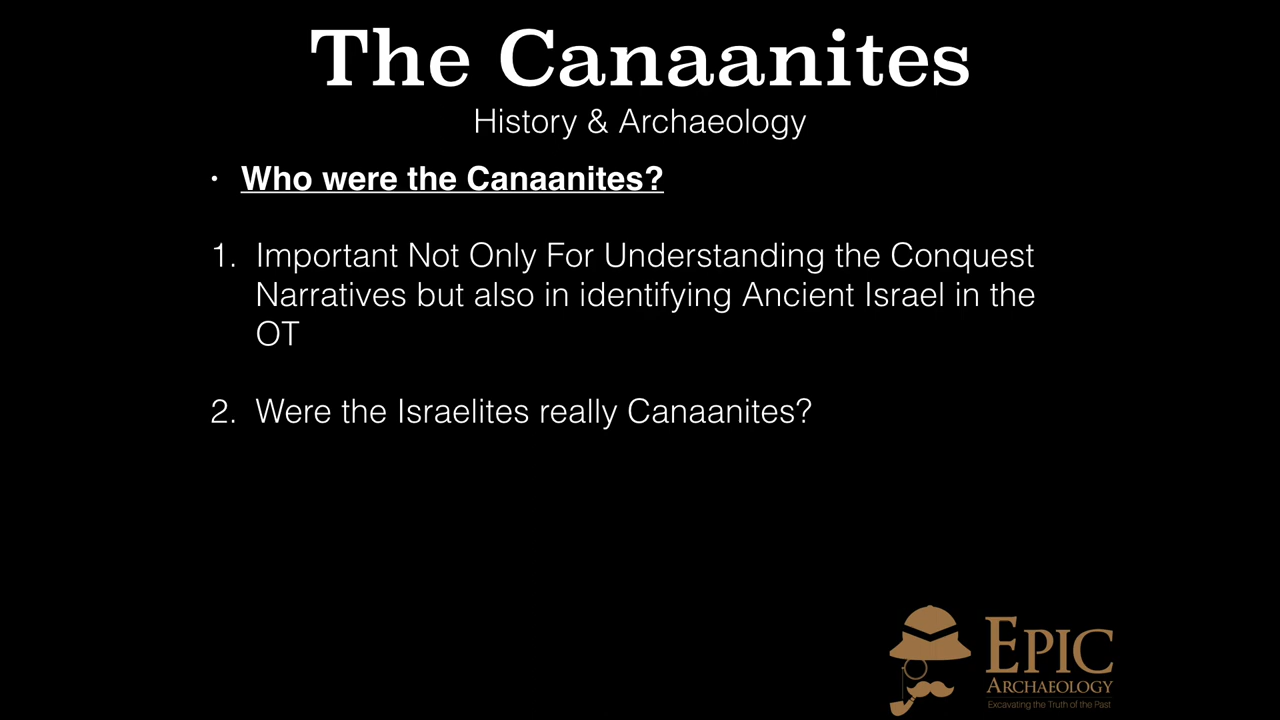 The Canaanites
History & Archaeology
· Who were the Canaanites?
1. Important Not Only For Understanding the Conquest
Narratives but also in identifying Ancient Israel in the
OT
2. Were the Israelites really Canaanites?
EPIC
ARCHAEOLOGY
Excavating the Truth of the Past